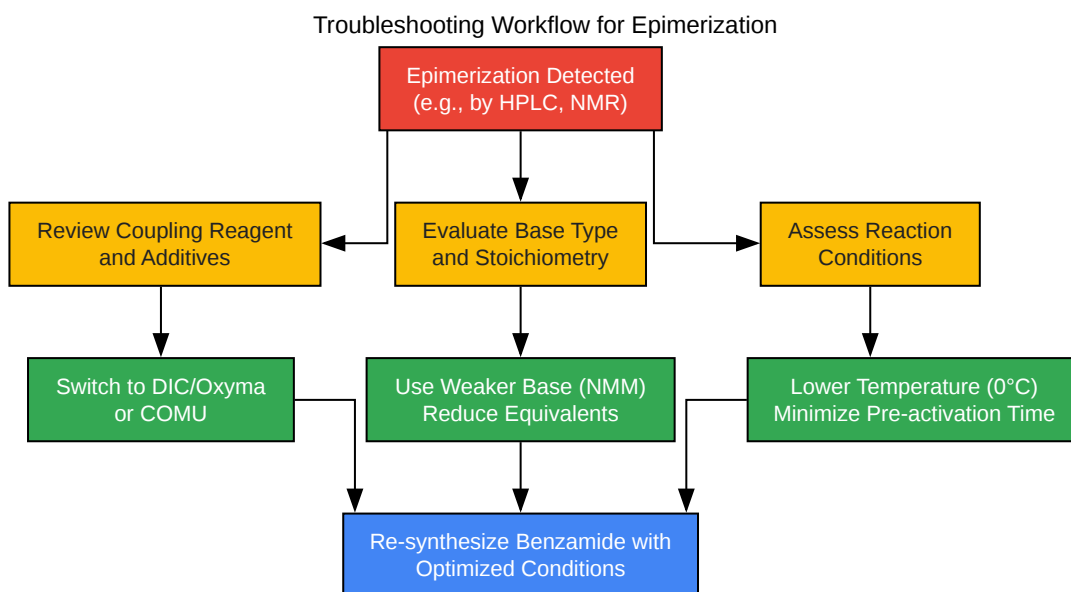 Troubleshooting Workflow for Epimerization
Epimerization Detected
(e.g., by HPLC, NMR)
Review Coupling Reagent
and Additives
Evaluate Base Type
and Stoichiometry
Assess Reaction
Conditions
Switch to DIC/Oxyma
or COMU
Use Weaker Base (NMM)
Reduce Equivalents
Lower Temperature (0°C)
Minimize Pre-activation Time
Re-synthesize Benzamide with
Optimized Conditions